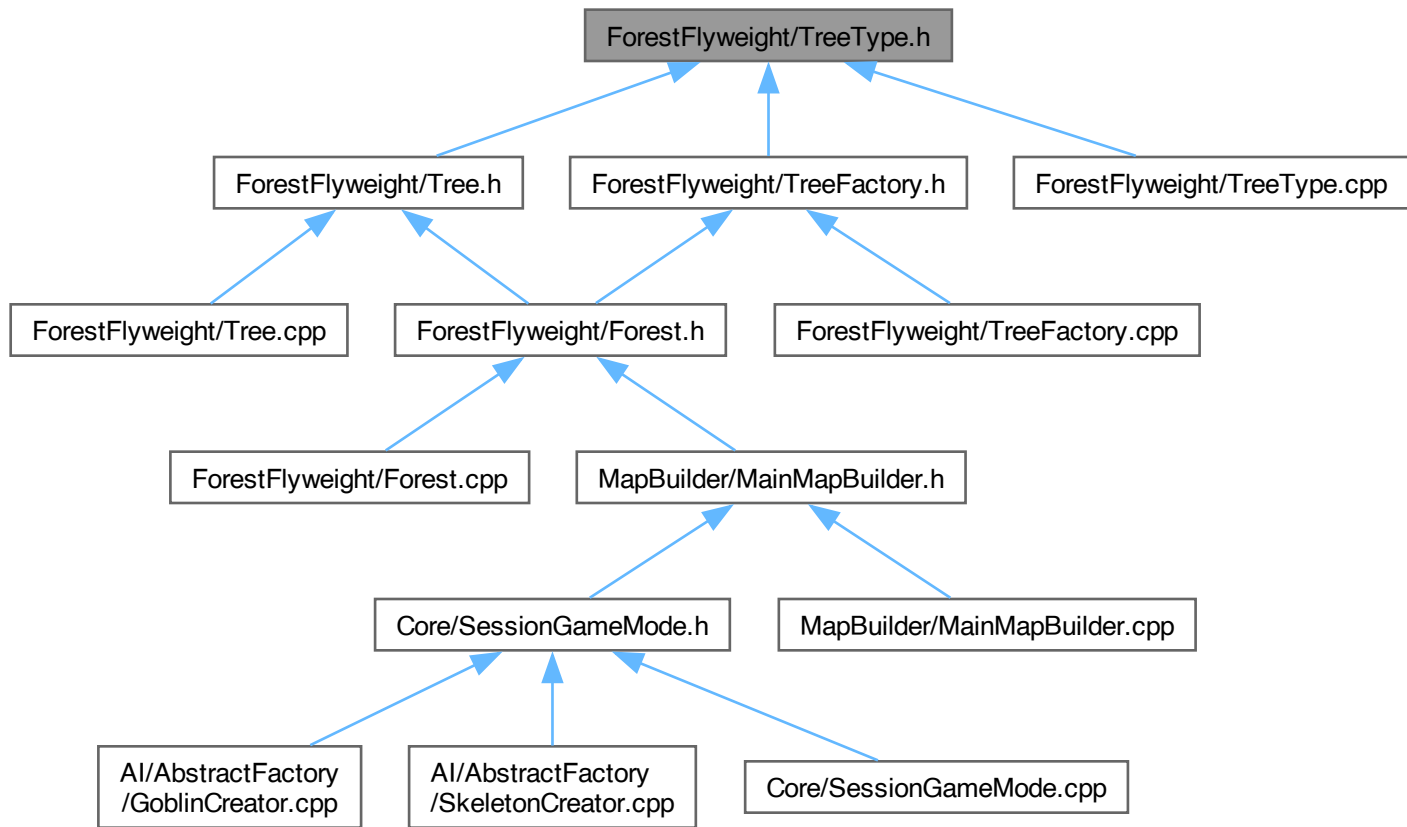 ForestFlyweight/TreeType.h
ForestFlyweight/Tree.h
ForestFlyweight/TreeFactory.h
ForestFlyweight/TreeType.cpp
ForestFlyweight/Tree.cpp
ForestFlyweight/Forest.h
ForestFlyweight/TreeFactory.cpp
ForestFlyweight/Forest.cpp
MapBuilder/MainMapBuilder.h
Core/SessionGameMode.h
MapBuilder/MainMapBuilder.cpp
AI/AbstractFactory
/GoblinCreator.cpp
AI/AbstractFactory
/SkeletonCreator.cpp
Core/SessionGameMode.cpp